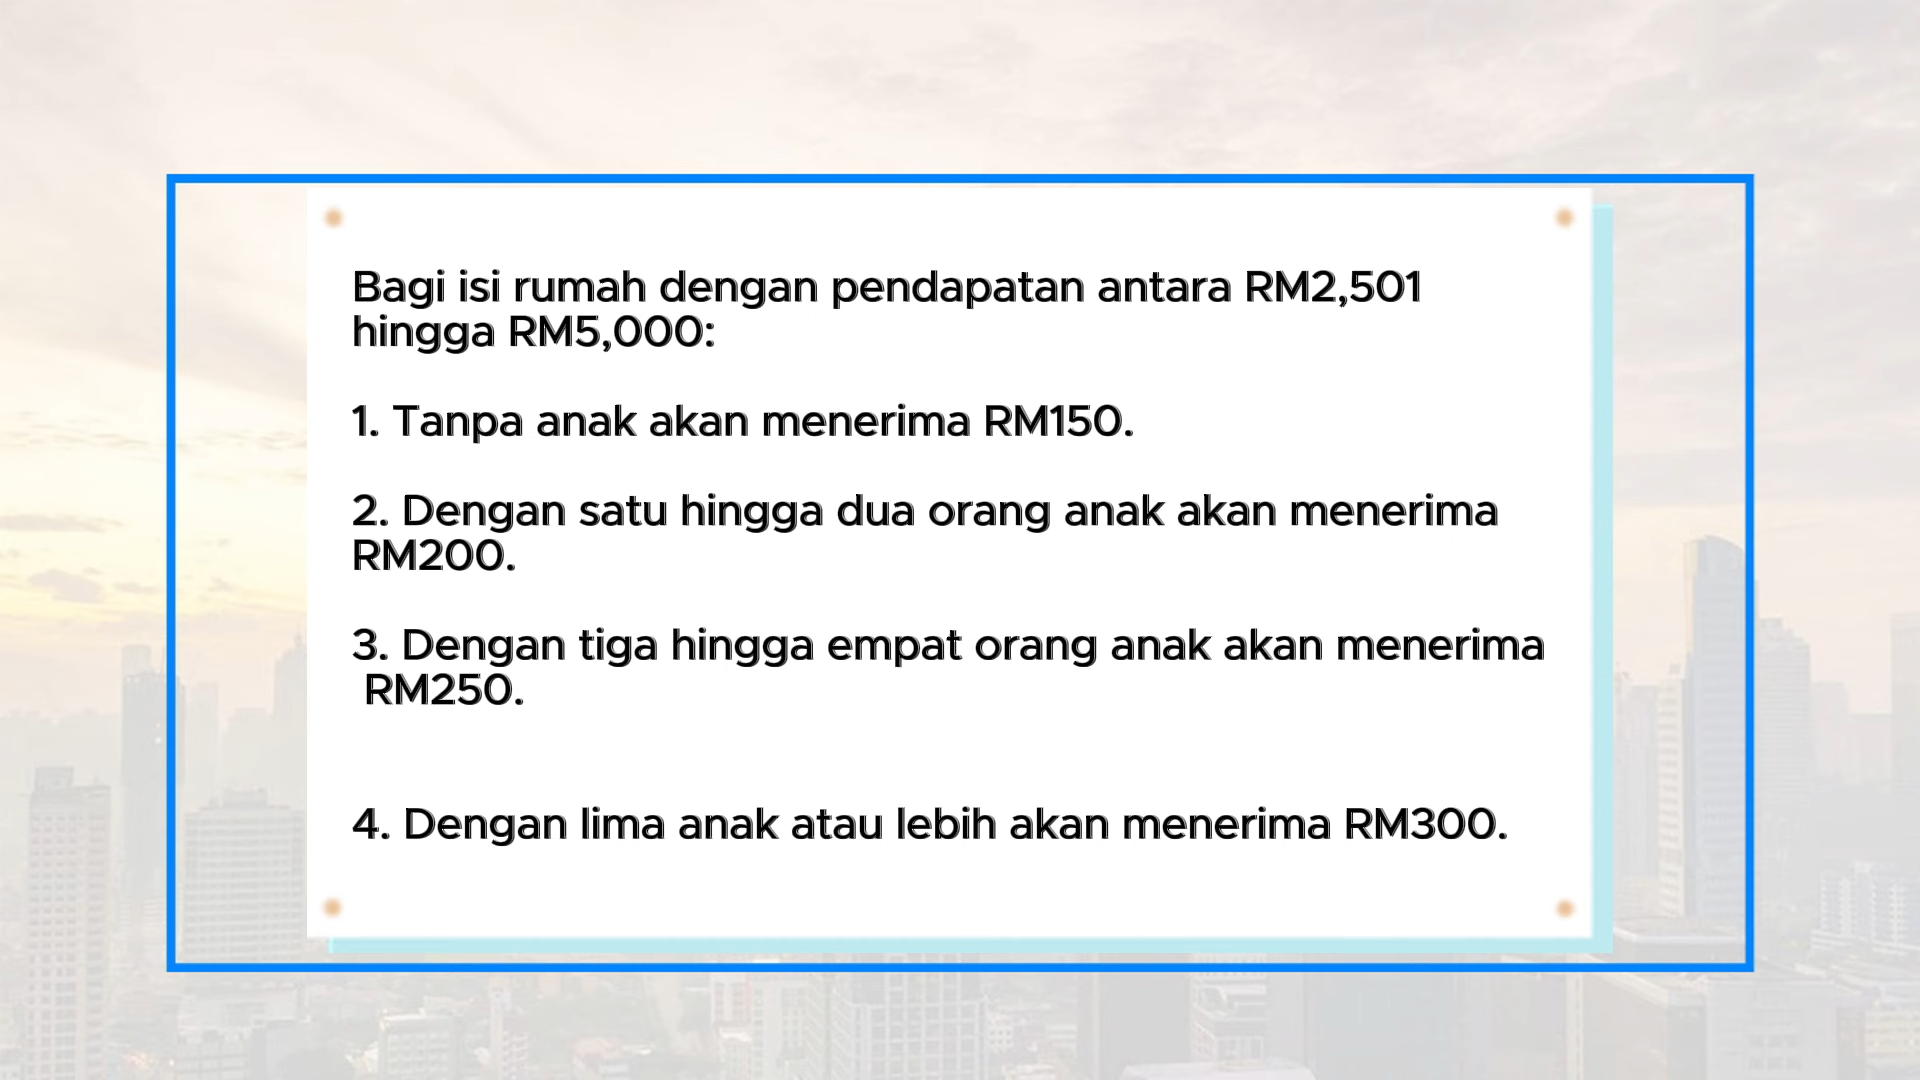 Bagi isi rumah dengan pendapatan antara RM2,501
hingga RM5,000:
1. Tanpa anak akan menerima RM150.
2. Dengan satu hingga dua orang anak akan menerima
RM200.
3. Dengan tiga hingga empat orang anak akan menerima
RM250.
4. Dengan lima anak atau lebih akan menerima RM300.